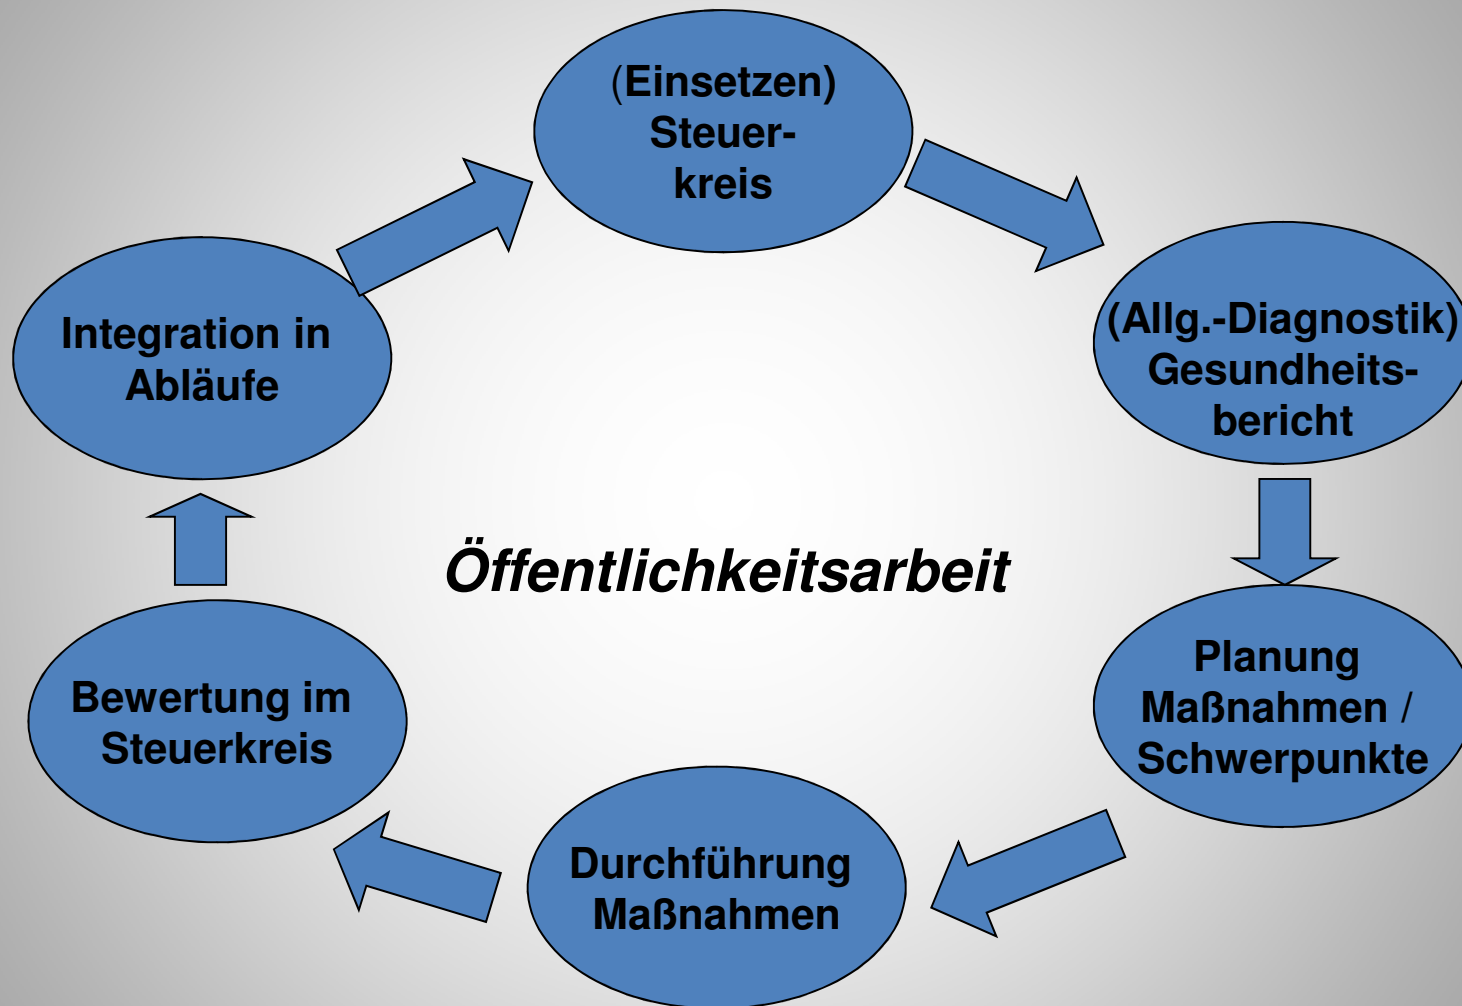 (Einsetzen)
Steuer-
kreis
(Allg.-Diagnostik)
Gesundheits-
bericht
Planung
Maßnahmen /
Schwerpunkte
Durchführung
Maßnahmen
Bewertung im
Steuerkreis
Integration in
Abläufe
Öffentlichkeitsarbeit